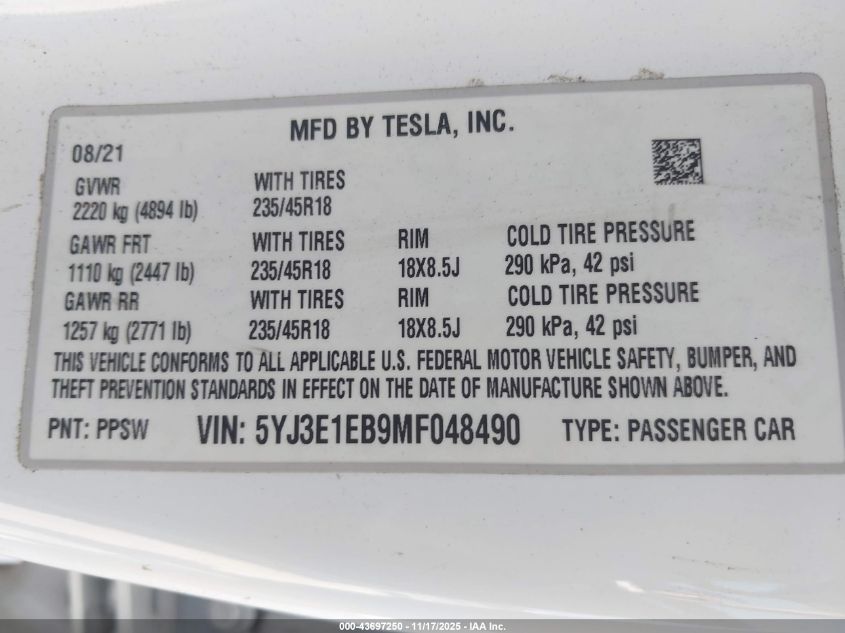 MFD BY TESLA, INC.
08/21
GVWR WITH TIRES
2220 kg (4894 lb) 235/45R18
GAWR FRT WITH TIRES RIM COLD TIRE PRESSURE
1110 kg (2447 lb) 235/45R18 18X8.5J 290 kPa, 42 psi
GAWR RR WITH TIRES RIM COLD TIRE PRESSURE
1257 kg (2771 lb) 235/45R18 18X8.5J 290 kPa, 42 psi
THIS VEHICLE CONFORMS TO ALL APPLICABLE U.S. FEDERAL MOTOR VEHICLE SAFETY, BUMPER, AND
THEFT PREVENTION STANDARDS IN EFFECT ON THE DATE OF MANUFACTURE SHOWN ABOVE.
PNT: PPSW VIN: 5YJ3E1EB9MF048490 TYPE: PASSENGER CAR
000-43697250 - 11/17/2025 - IAA Inc.